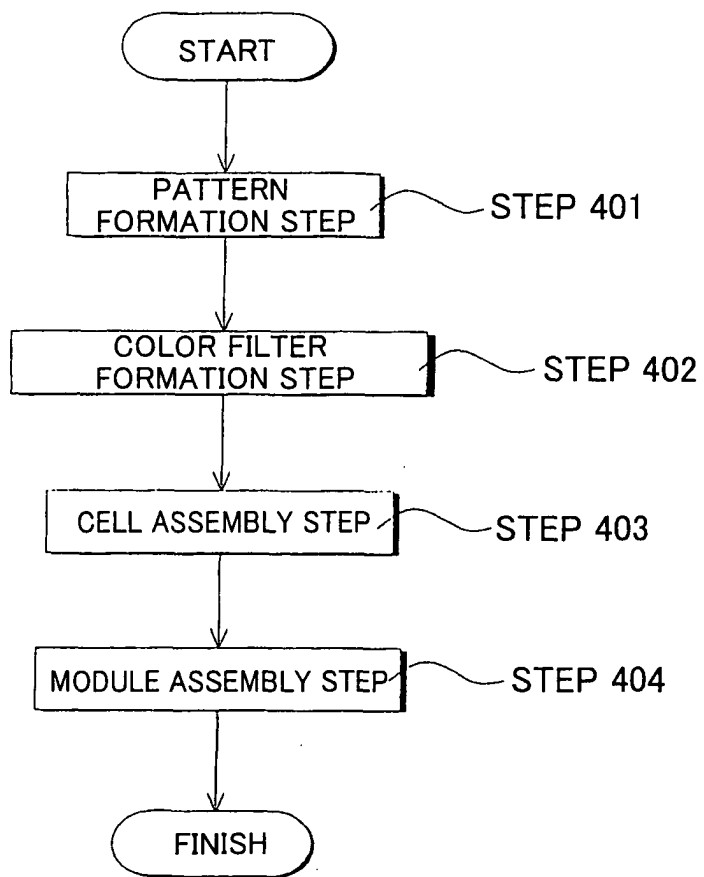 START
PATTERN
FORMATION STEP
STEP 401
COLOR FILTER
FORMATION STEP
STEP 402
CELL ASSEMBLY STEP
STEP 403
MODULE ASSEMBLY STEP
STEP 404
FINISH